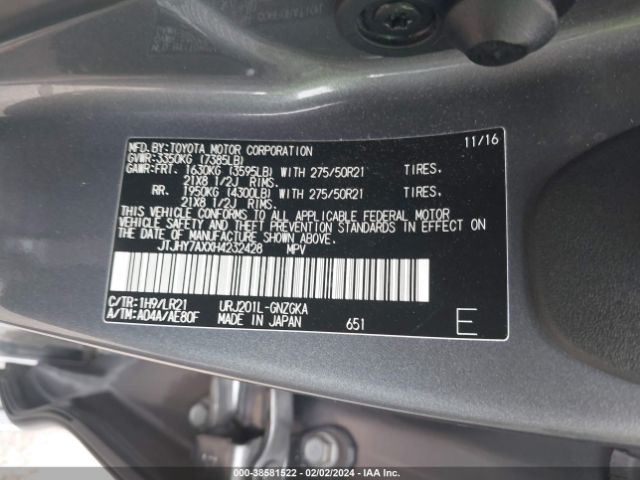 MFD.BY:TOYOTA MOTOR CORPORATION 11/16
GVWR:3350KG (7385LB)
GAWR:FRT. 1630KG (3595LB) WITH 275/50R21 TIRES,
21X8 1/2J RIMS.
RR. 1950KG (4300LB) WITH 275/50R21 TIRES,
21X8 1/2J RIMS.
THIS VEHICLE CONFORMS TO ALL APPLICABLE FEDERAL MOTOR
VEHICLE SAFETY AND THEFT PREVENTION STANDARDS IN EFFECT ON
THE DATE OF MANUFACTURE SHOWN ABOVE.
JTJHY7AXXH4232428 MPV
C/TR:1H9/LR21 URJ201L-GNZGKA
A/TM:A04A/AE80F MADE IN JAPAN 651 E
000-38581522 - 02/02/2024 - IAA Inc.